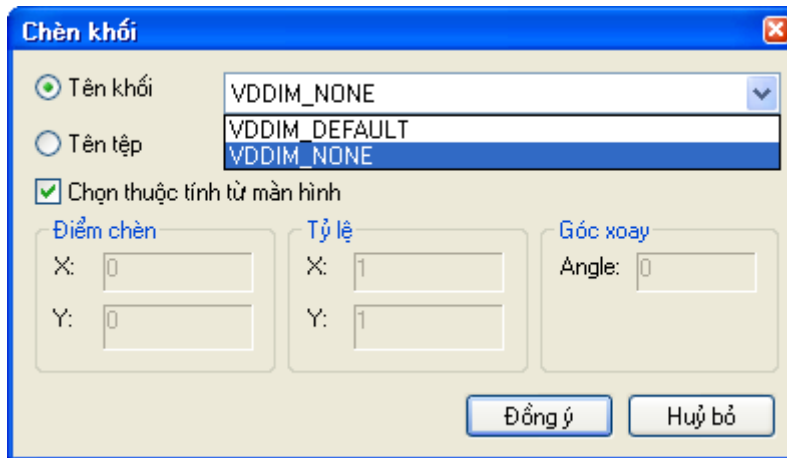 Chèn khối
Tên khối VDDIM_NONE
VDDIM_DEFAULT
Tên tệp VDDIM_NONE
Chọn thuộc tính từ màn hình
Điểm chèn Tỷ lệ Góc xoay
X: 0 X: 1 Angle: 0
Y: 0 Y: 1
Đồng ý Huỷ bỏ